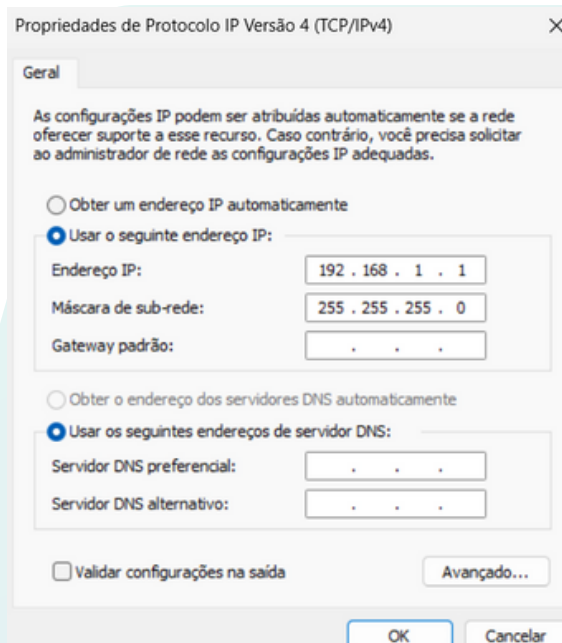 Propriedades de Protocolo IP Versão 4 (TCP/IPv4)
Geral
As configurações IP podem ser atribuídas automaticamente se a rede
oferecer suporte a esse recurso. Caso contrário, você precisa solicitar
ao administrador de rede as configurações IP adequadas.
Obter um endereço IP automaticamente
Usar o seguinte endereço IP:
Endereço IP: 192 . 168 . 1 . 1
Máscara de sub-rede: 255 . 255 . 255 . 0
Gateway padrão: . . .
Obter o endereço dos servidores DNS automaticamente
Usar os seguintes endereços de servidor DNS:
Servidor DNS preferencial: . . .
Servidor DNS alternativo: . . .
Validar configurações na saída Avançado...
OK Cancelar